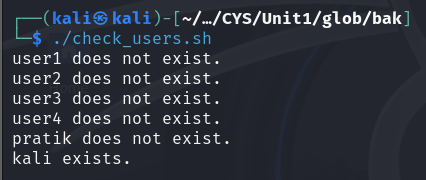 ┌──(kali㉿kali)-[~/…/CYS/Unit1/glob/bak]
└─$ ./check_users.sh
user1 does not exist.
user2 does not exist.
user3 does not exist.
user4 does not exist.
pratik does not exist.
kali exists.